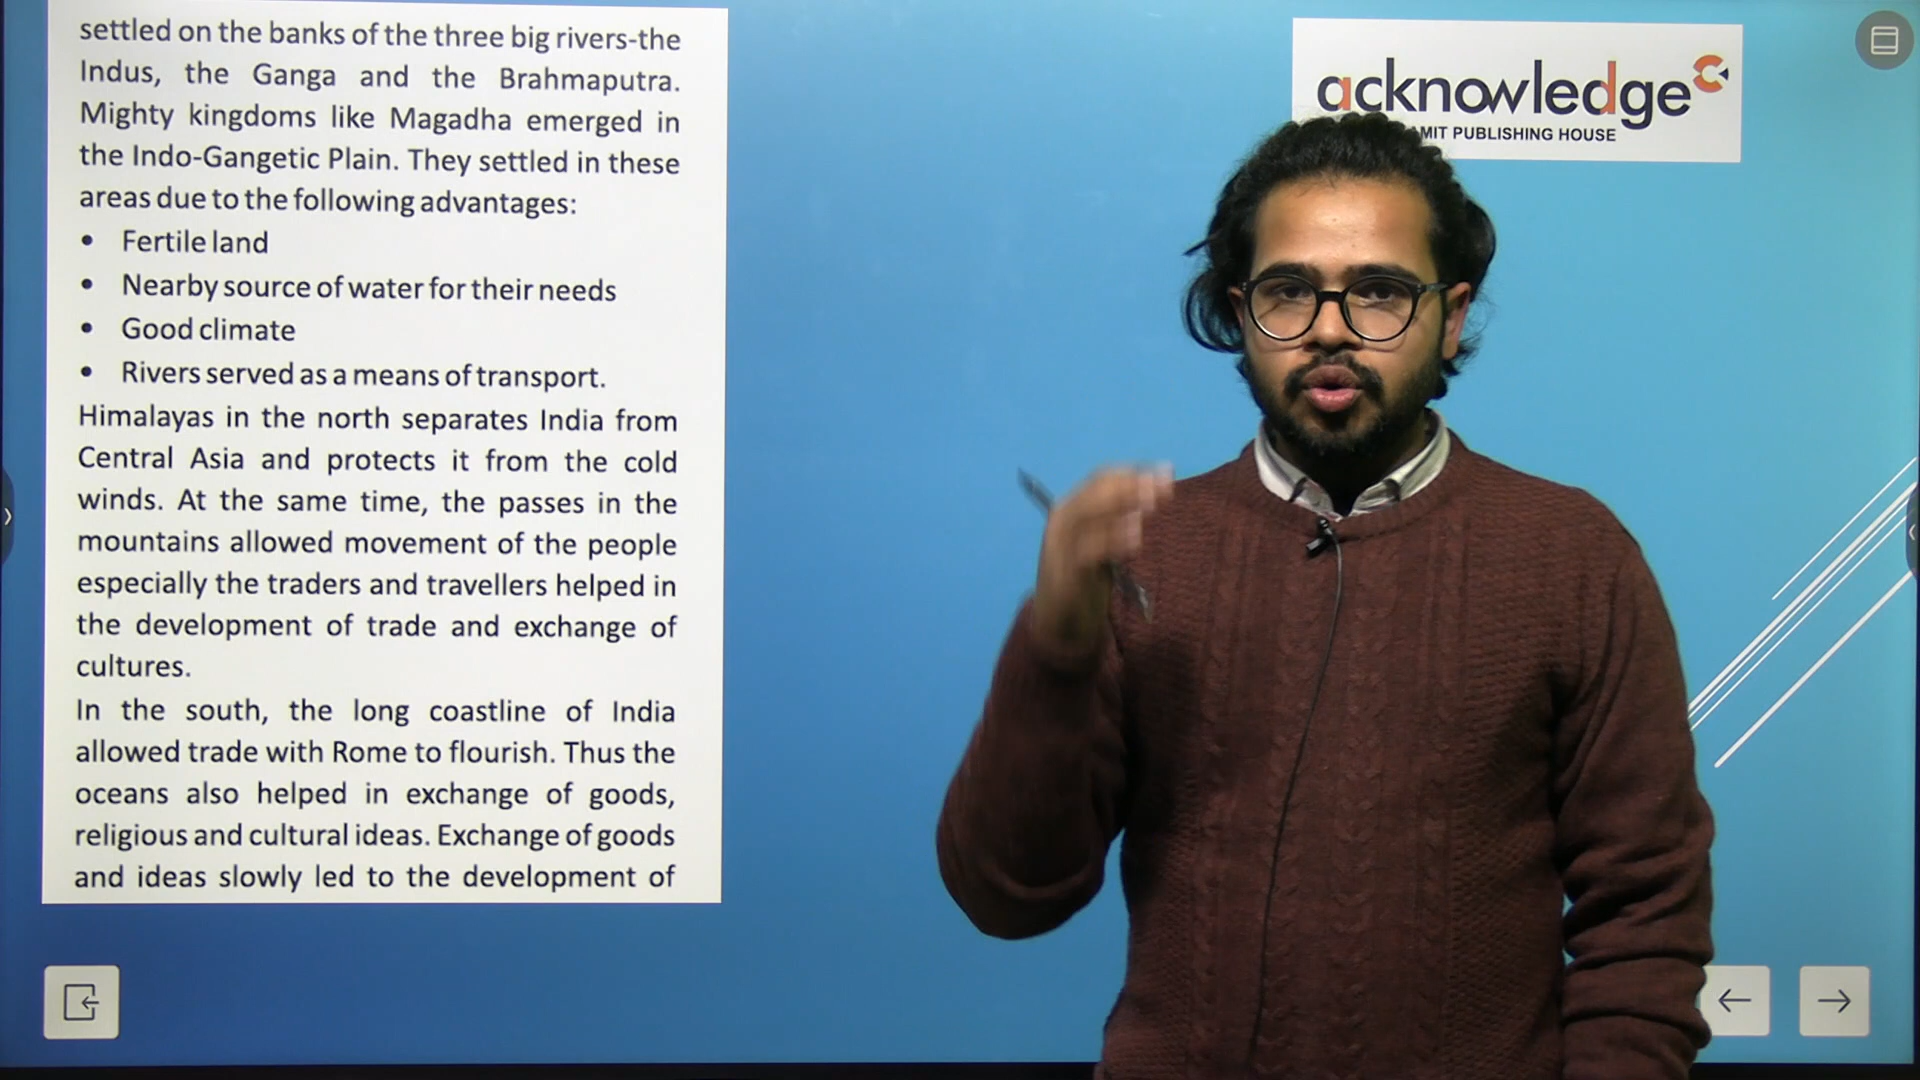 settled on the banks of the three big rivers-the
Indus, the Ganga and the Brahmaputra.
Mighty kingdoms like Magadha emerged in
the Indo-Gangetic Plain. They settled in these
areas due to the following advantages:
• Fertile land
• Nearby source of water for their needs
• Good climate
• Rivers served as a means of transport.
Himalayas in the north separates India from
Central Asia and protects it from the cold
winds. At the same time, the passes in the
mountains allowed movement of the people
especially the traders and travellers helped in
the development of trade and exchange of
cultures.
In the south, the long coastline of India
allowed trade with Rome to flourish. Thus the
oceans also helped in exchange of goods,
religious and cultural ideas. Exchange of goods
and ideas slowly led to the development of
acknowledge
PUBLISHING HOUSE